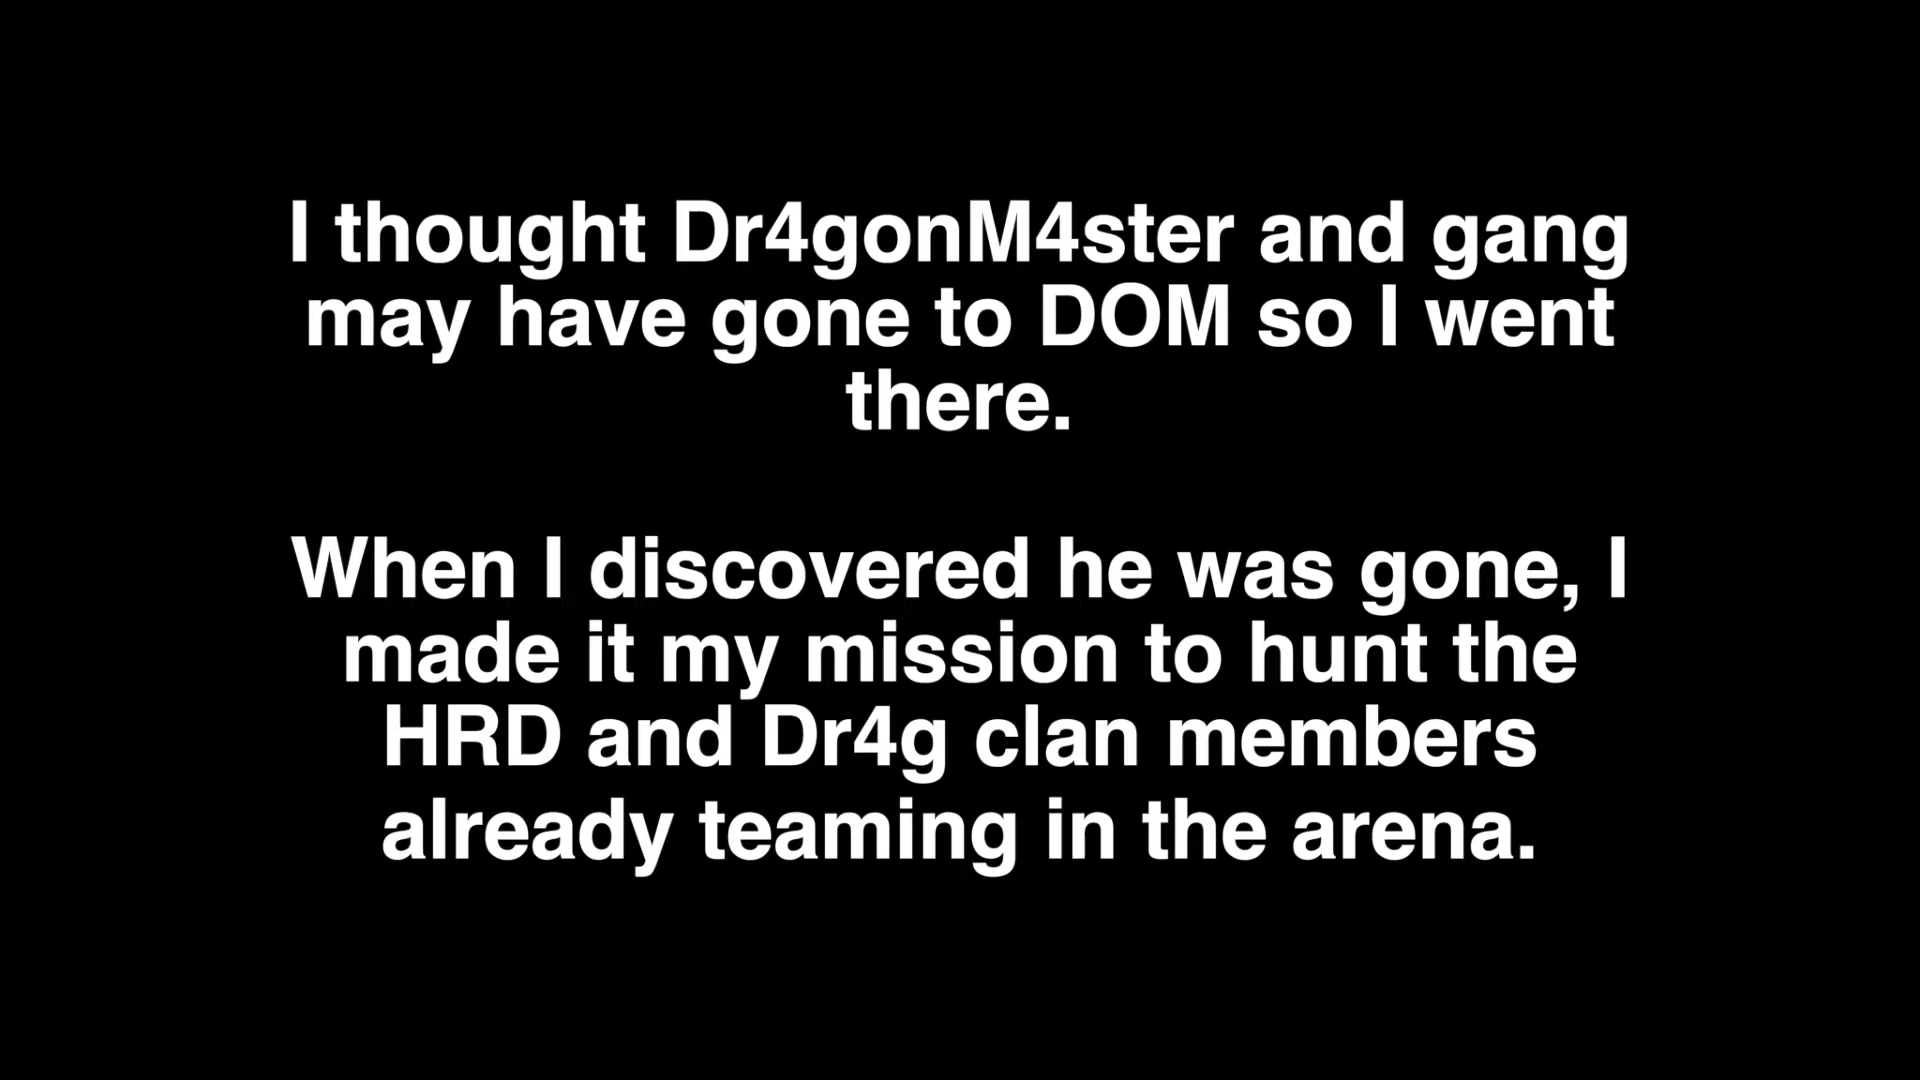 I thought Dr4gonM4ster and gang
may have gone to DOM so I went
there.
When I discovered he was gone, I
made it my mission to hunt the
HRD and Dr4g clan members
already teaming in the arena.